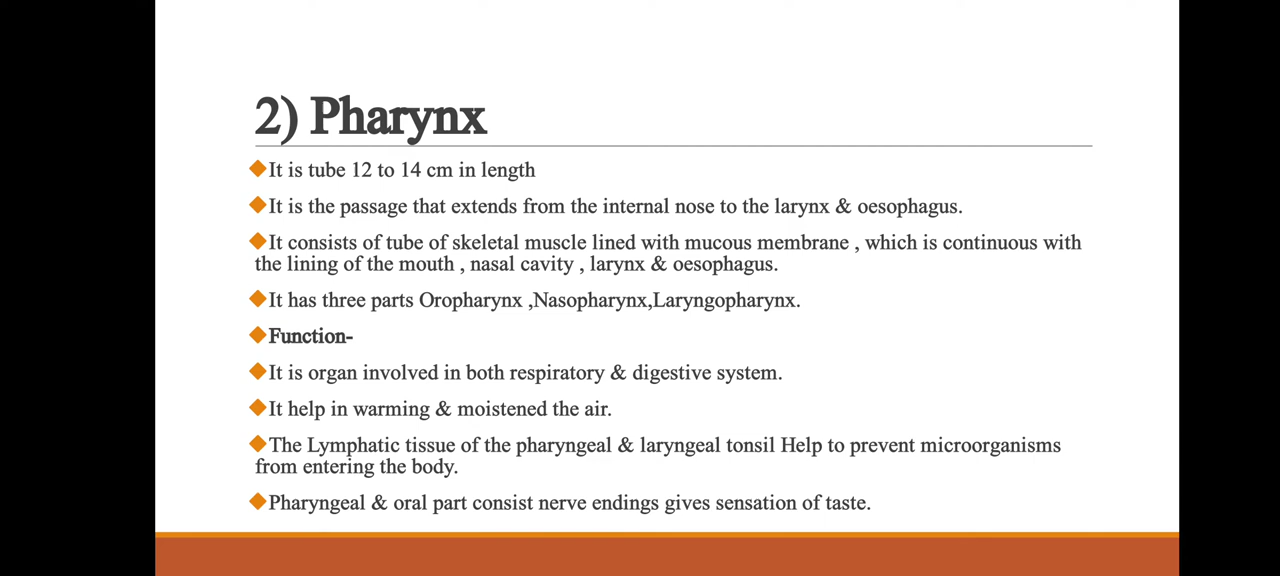 2) Pharynx
◆It is tube 12 to 14 cm in length
◆It is the passage that extends from the internal nose to the larynx & oesophagus.
◆It consists of tube of skeletal muscle lined with mucous membrane , which is continuous with
the lining of the mouth , nasal cavity , larynx & oesophagus.
◆It has three parts Oropharynx ,Nasopharynx,Laryngopharynx.
◆Function-
◆It is organ involved in both respiratory & digestive system.
◆It help in warming & moistened the air.
◆The Lymphatic tissue of the pharyngeal & laryngeal tonsil Help to prevent microorganisms
from entering the body.
◆Pharyngeal & oral part consist nerve endings gives sensation of taste.